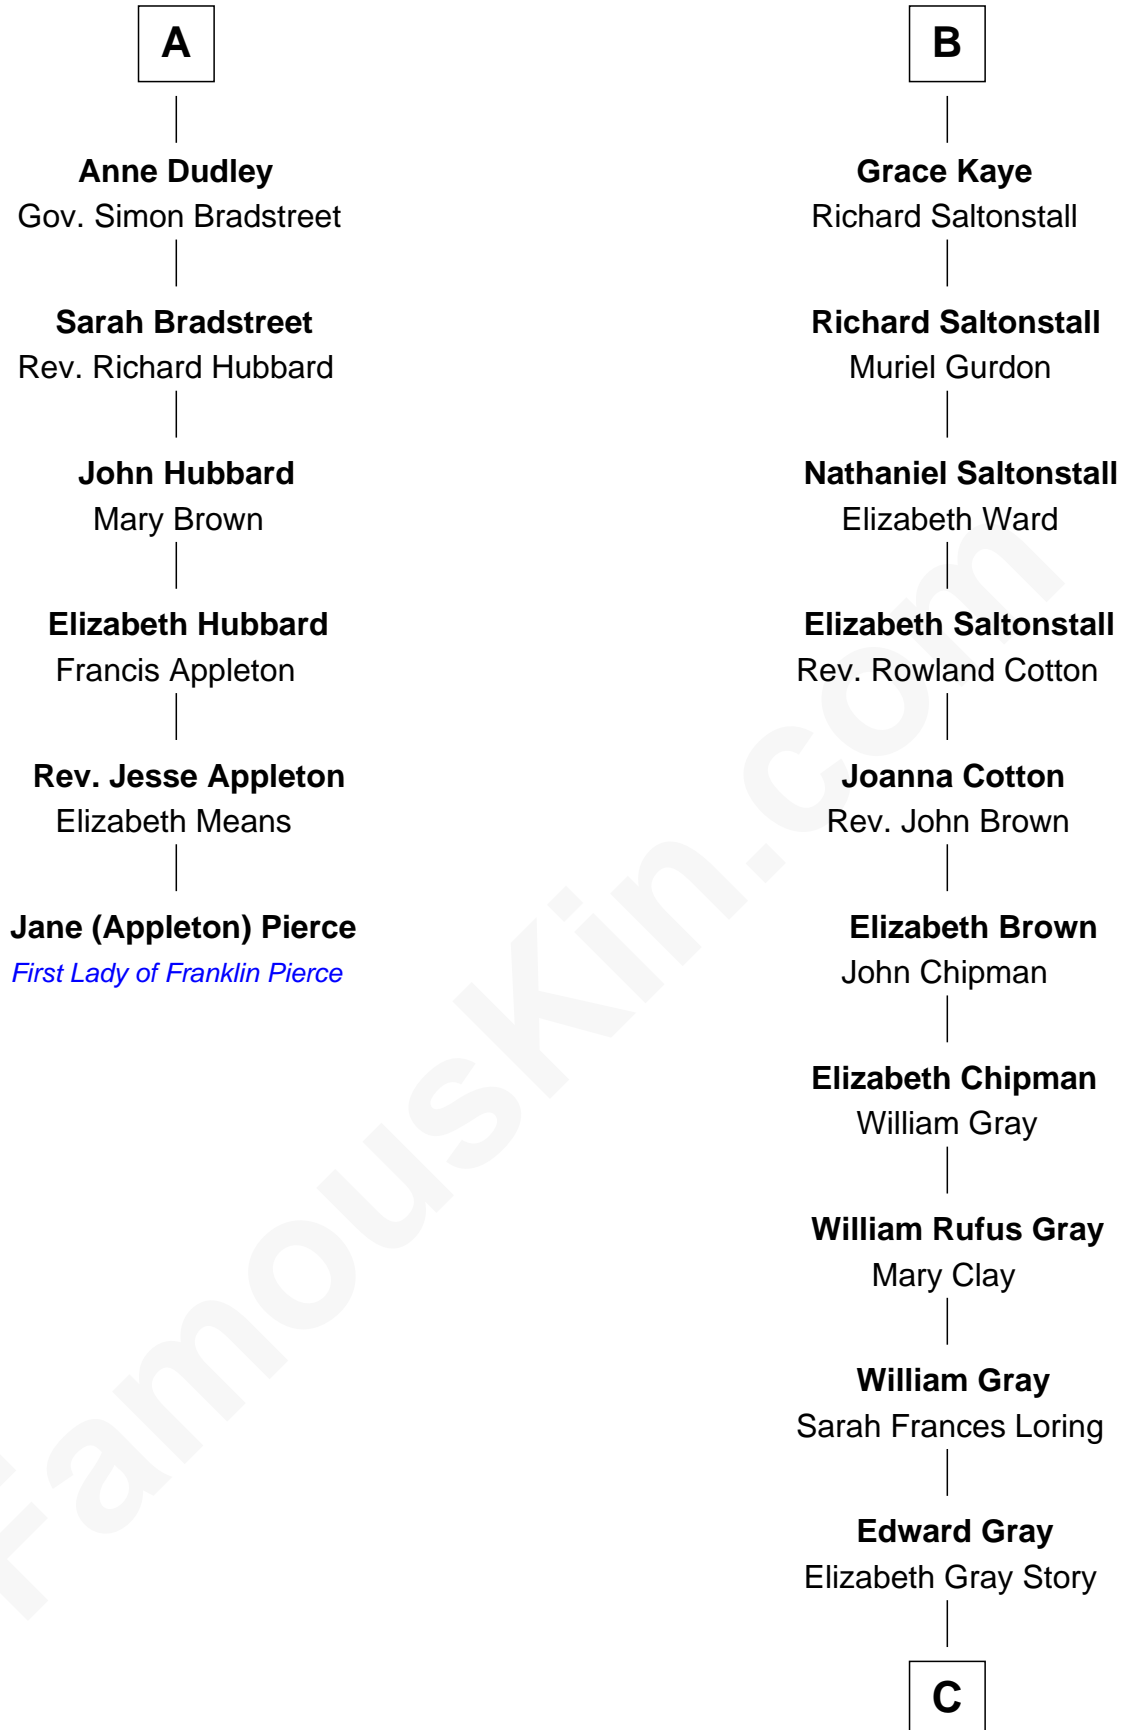 A
Anne Dudley
Gov. Simon Bradstreet
Sarah Bradstreet
Rev. Richard Hubbard
John Hubbard
Mary Brown
Elizabeth Hubbard
Francis Appleton
Rev. Jesse Appleton
Elizabeth Means
Jane (Appleton) Pierce
First Lady of Franklin Pierce
B
Grace Kaye
Richard Saltonstall
Richard Saltonstall
Muriel Gurdon
Nathaniel Saltonstall
Elizabeth Ward
Elizabeth Saltonstall
Rev. Rowland Cotton
Joanna Cotton
Rev. John Brown
Elizabeth Brown
John Chipman
Elizabeth Chipman
William Gray
William Rufus Gray
Mary Clay
William Gray
Sarah Frances Loring
Edward Gray
Elizabeth Gray Story
C
FamousKin.com